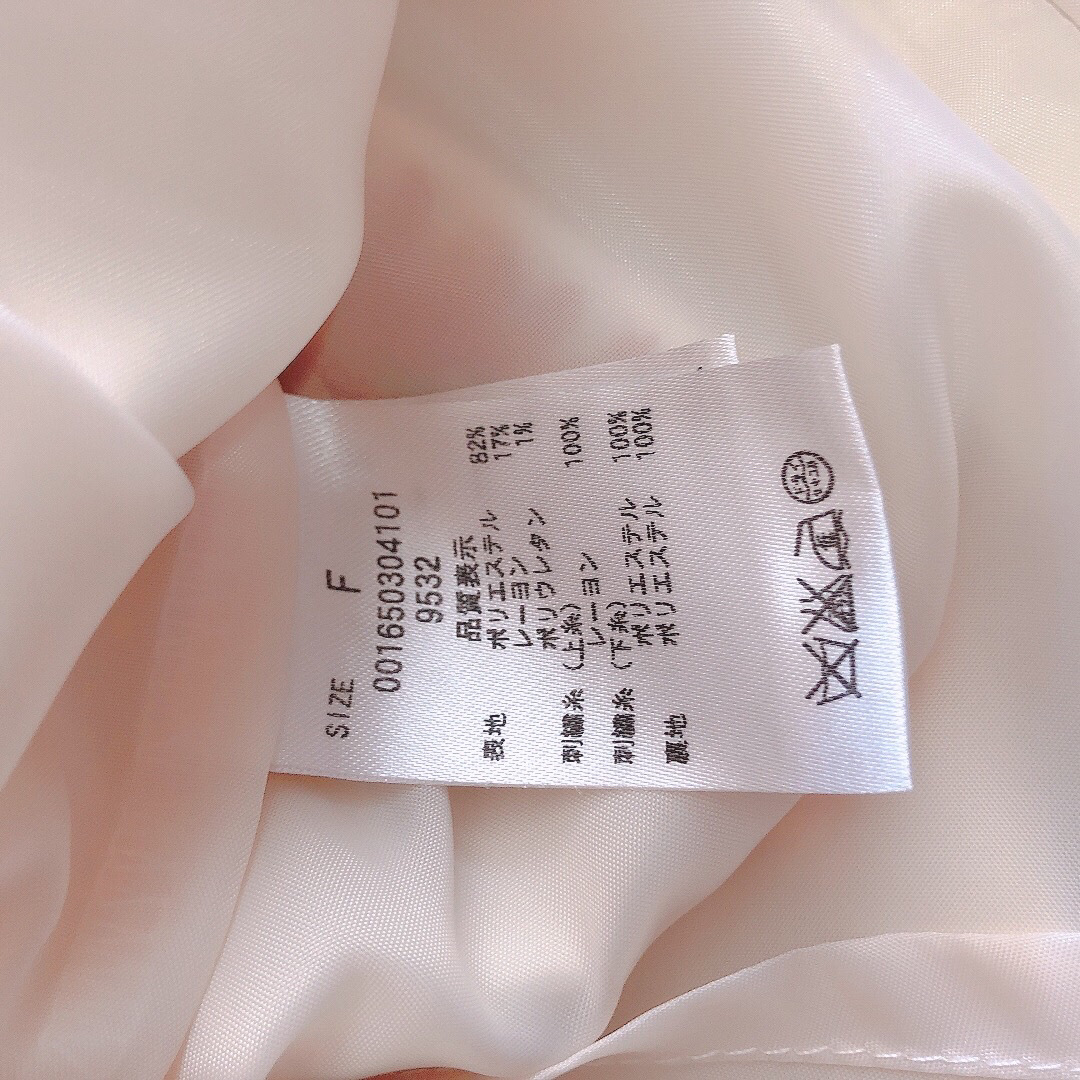 SIZE F
001650304101
9532
品質表示
表地 ポリエステル 82%
レーヨン 17%
ポリウレタン 1%
刺繍糸(上糸)
レーヨン 100%
刺繍糸(下糸)
ポリエステル 100%
裏地 ポリエステル 100%